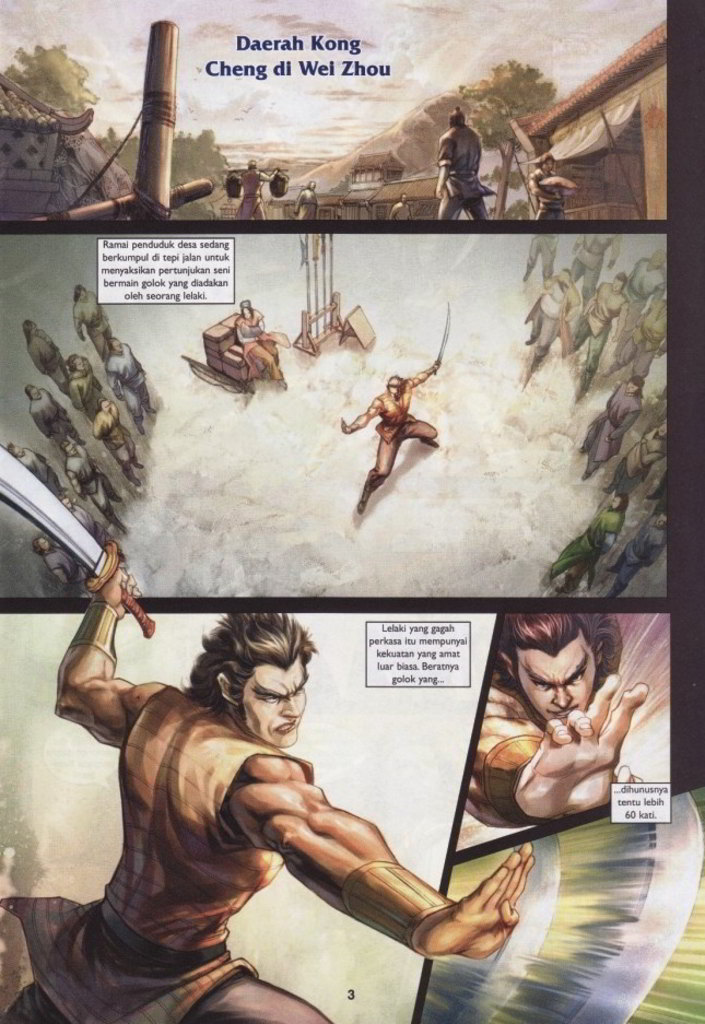 Daerah Kong
Cheng di Wei Zhou
Ramai penduduk desa sedang
berkumpul di tepi jalan untuk
menyaksikan pertunjukan seni
bermain golok yang diadakan
oleh seorang lelaki.
Lelaki yang gagah
perkasa itu mempunyai
kekuatan yang amat
luar biasa. Beratnya
golok yang...
...dihunusnya
tentu lebih
60 kati.
3